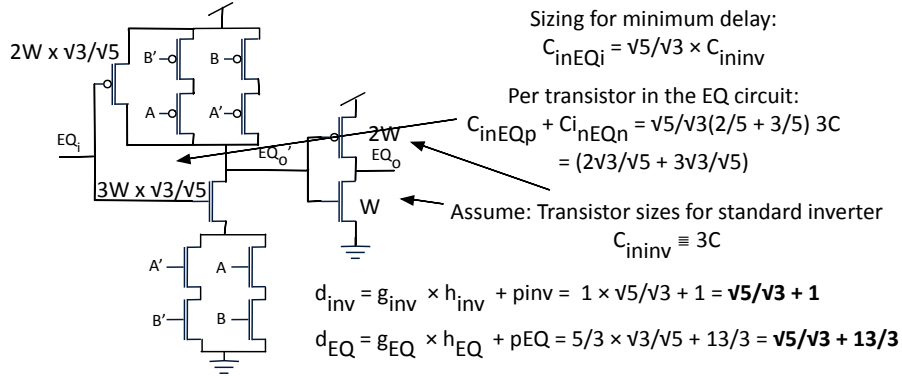 Sizing for minimum delay:
C_inEQi = √5/√3 × C_ininv
2W x √3/√5
B'
B
A
A'
Per transistor in the EQ circuit:
C_inEQp + Ci_nEQn = √5/√3(2/5 + 3/5) 3C
= (2√3/√5 + 3√3/√5)
2W
EQ_i
EQ_o'
EQ_o
3W x √3/√5
W
Assume: Transistor sizes for standard inverter
C_ininv ≡ 3C
A'
A
B'
B
d_inv = g_inv × h_inv + pinv = 1 × √5/√3 + 1 = √5/√3 + 1
d_EQ = g_EQ × h_EQ + pEQ = 5/3 × √3/√5 + 13/3 = √5/√3 + 13/3